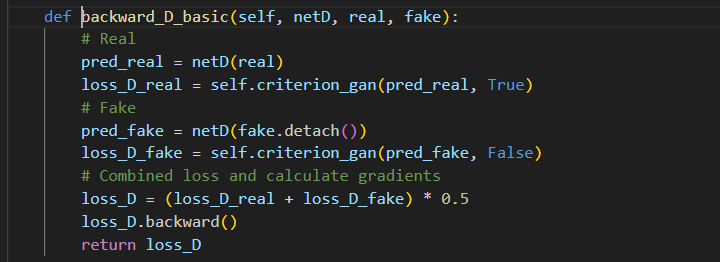 def backward_D_basic(self, netD, real, fake):
# Real
pred_real = netD(real)
loss_D_real = self.criterion_gan(pred_real, True)
# Fake
pred_fake = netD(fake.detach())
loss_D_fake = self.criterion_gan(pred_fake, False)
# Combined loss and calculate gradients
loss_D = (loss_D_real + loss_D_fake) * 0.5
loss_D.backward()
return loss_D